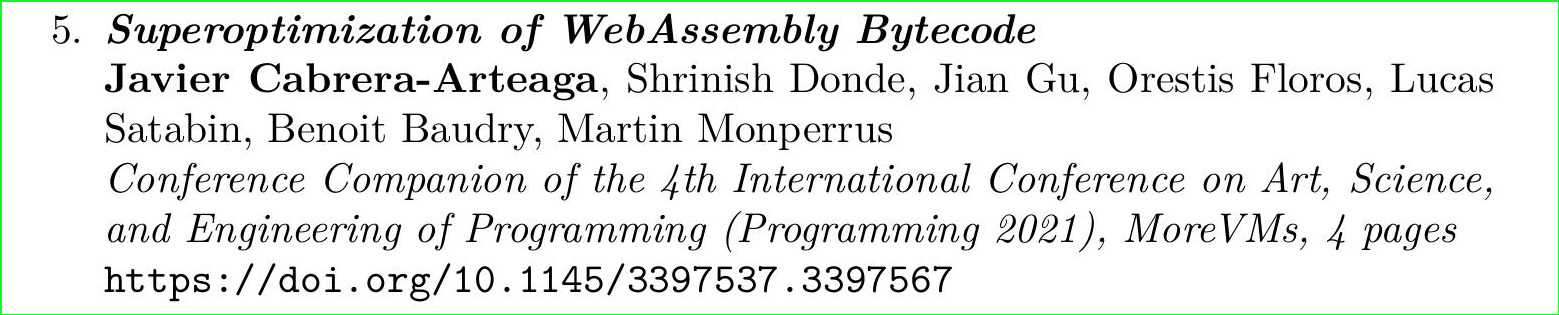 5. Superoptimization of WebAssembly Bytecode
Javier Cabrera-Arteaga, Shrinish Donde, Jian Gu, Orestis Floros, Lucas
Satabin, Benoit Baudry, Martin Monperrus
Conference Companion of the 4th International Conference on Art, Science,
and Engineering of Programming (Programming 2021), MoreVMs, 4 pages
https://doi.org/10.1145/3397537.3397567